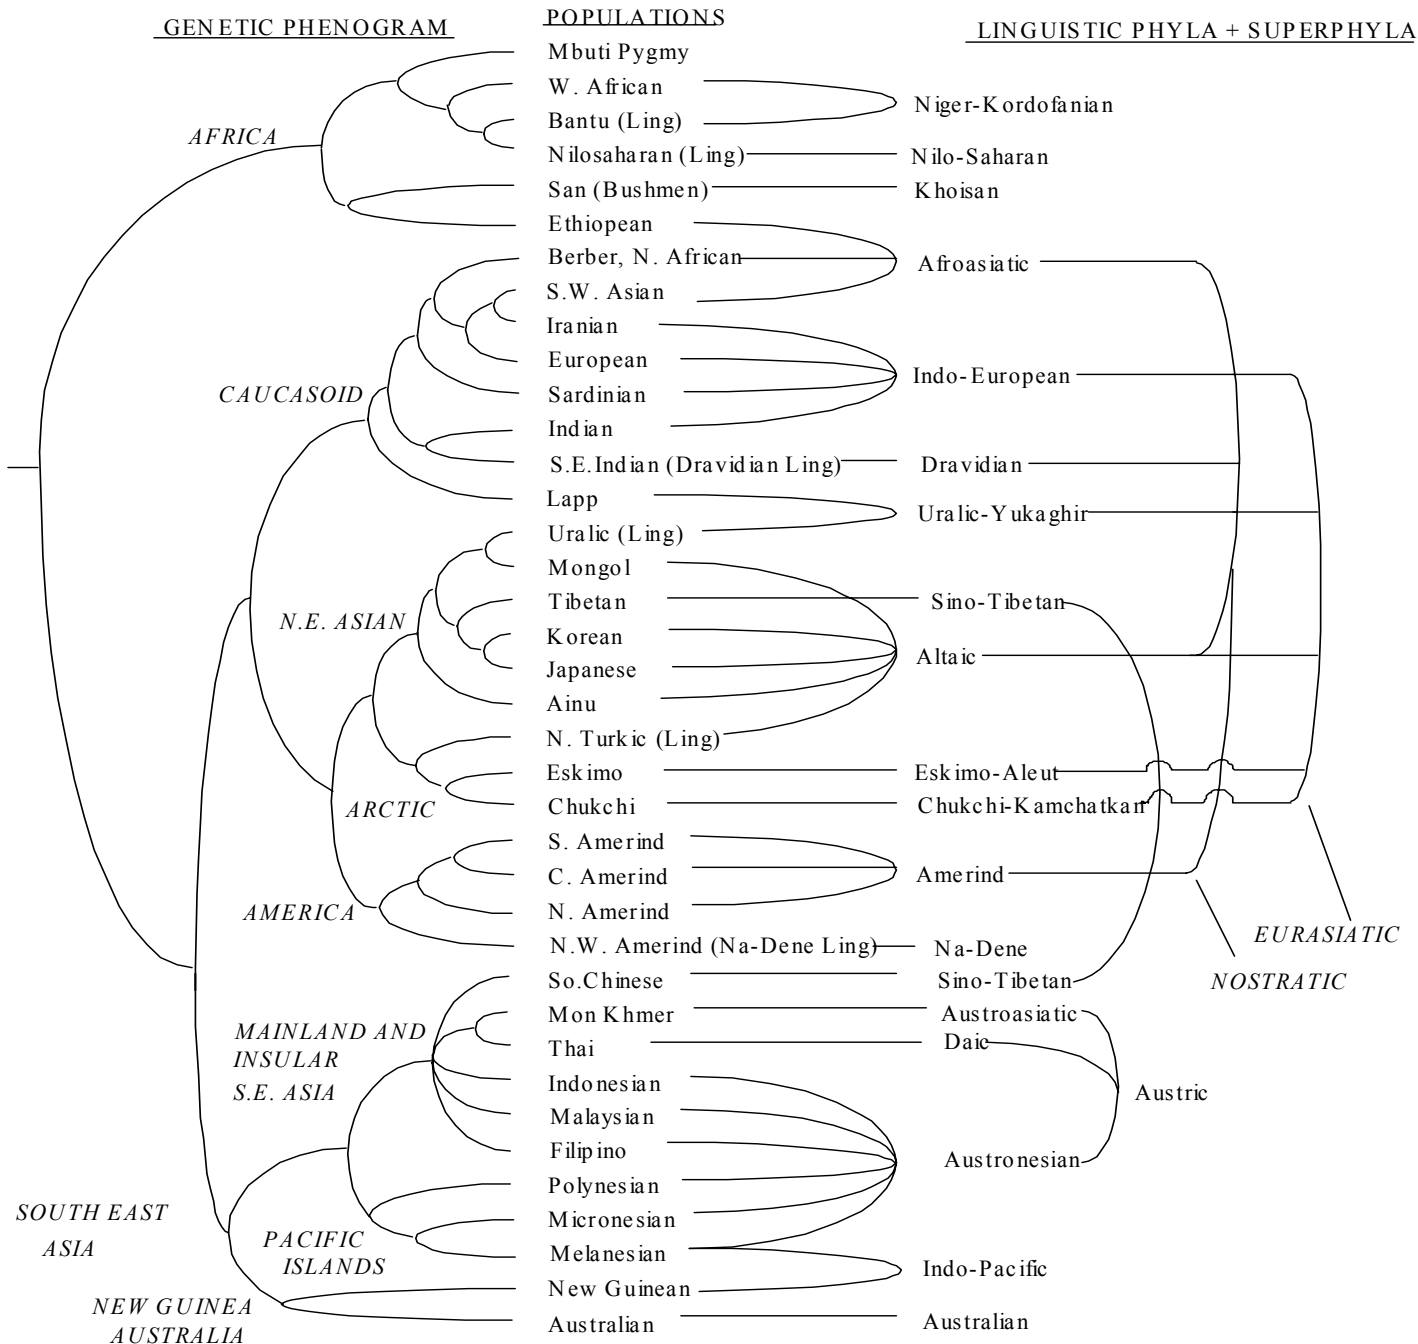 GENETIC PHENOGRAM
POPULATIONS
LINGUISTIC PHYLA + SUPERPHYLA
Mbuti Pygmy
W. African
Niger-Kordofanian
Bantu (Ling)
AFRICA
Nilosaharan (Ling)
Nilo-Saharan
San (Bushmen)
Khoisan
Ethiopean
Berber, N. African
Afroasiatic
S.W. Asian
Iranian
European
Indo-European
CAUCASOID
Sardinian
Indian
S.E.Indian (Dravidian Ling)
Dravidian
Lapp
Uralic-Yukaghir
Uralic (Ling)
Mongol
Tibetan
Sino-Tibetan
N.E. ASIAN
Korean
Japanese
Altaic
Ainu
N. Turkic (Ling)
Eskimo
Eskimo-Aleut
ARCTIC
Chukchi
Chukchi-Kamchatkan
S. Amerind
C. Amerind
Amerind
AMERICA
N. Amerind
EURASIATIC
N.W. Amerind (Na-Dene Ling)
Na-Dene
So.Chinese
Sino-Tibetan
NOSTRATIC
Mon Khmer
Austroasiatic
MAINLAND AND
INSULAR
S.E. ASIA
Thai
Daic
Indonesian
Austric
Malaysian
Filipino
Austronesian
Polynesian
SOUTH EAST
ASIA
Micronesian
PACIFIC
ISLANDS
Melanesian
Indo-Pacific
New Guinean
NEW GUINEA
AUSTRALIA
Australian
Australian